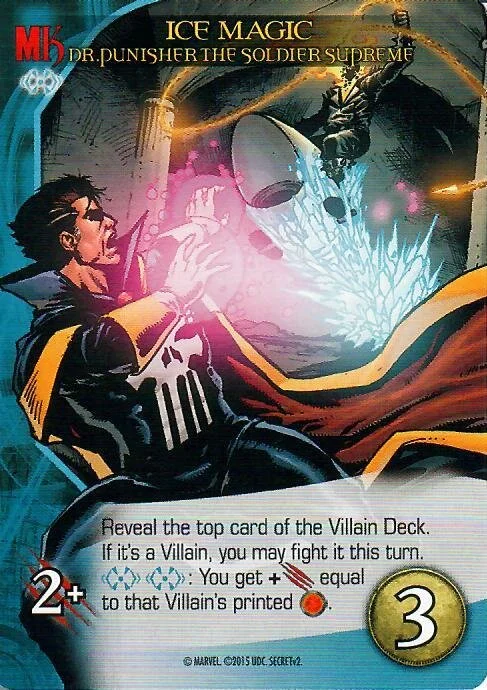 ICE MAGIC
MK DR. PUNISHER THE SOLDIER SUPREME
Reveal the top card of the Villain Deck.
If it's a Villain, you may fight it this turn.
: You get + equal
to that Villain's printed .
2+
3
© MARVEL. ©2015 UDC. SECRETv2.